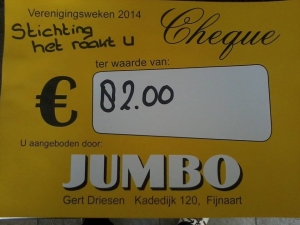 Verenigingsweken 2014
Stichting
het raakt u
Cheque
ter waarde van:
€ 82.00
U aangeboden door:
JUMBO
Gert Driesen Kadedijk 120, Fijnaart